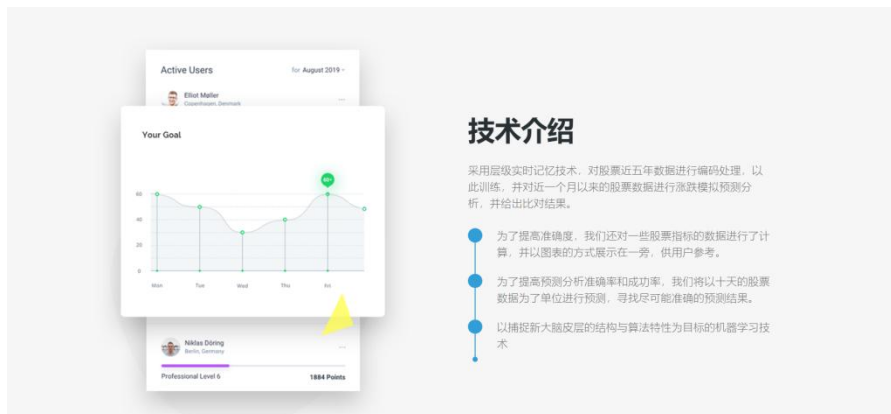 Active Users
for August 2019
Elliot Møller
Copenhagen, Denmark
Your Goal
60+
60
40
20
0
Mon Tue Wed Thu Fri
Niklas Döring
Berlin, Germany
Professional Level 6
1884 Points
技术介绍
采用层级实时记忆技术，对股票近五年数据进行编码处理，以
此训练，并对近一个月以来的股票数据进行涨跌模拟预测分
析，并给出比对结果。
为了提高准确度，我们还对一些股票指标的数据进行了计
算，并以图表的方式展示在一旁，供用户参考。
为了提高预测分析准确率和成功率，我们将以十天的股票
数据为了单位进行预测，寻找尽可能准确的预测结果。
以捕捉新大脑皮层的结构与算法特性为目标的机器学习技
术